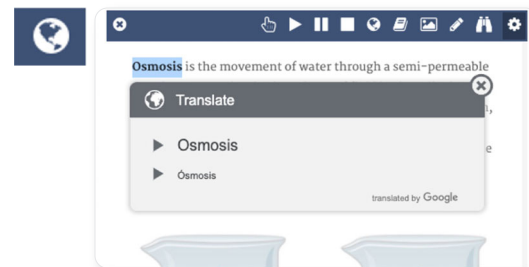 Osmosis is the movement of water through a semi-permeable
Translate
n,
Osmosis
e
Ósmosis
translated by Google